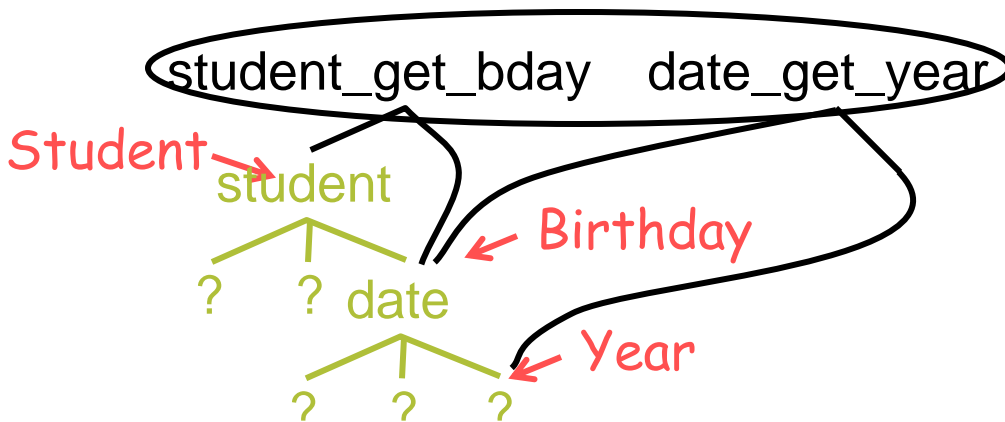 student_get_bday date_get_year
Student
student
Birthday
? ? date
Year
? ? ?